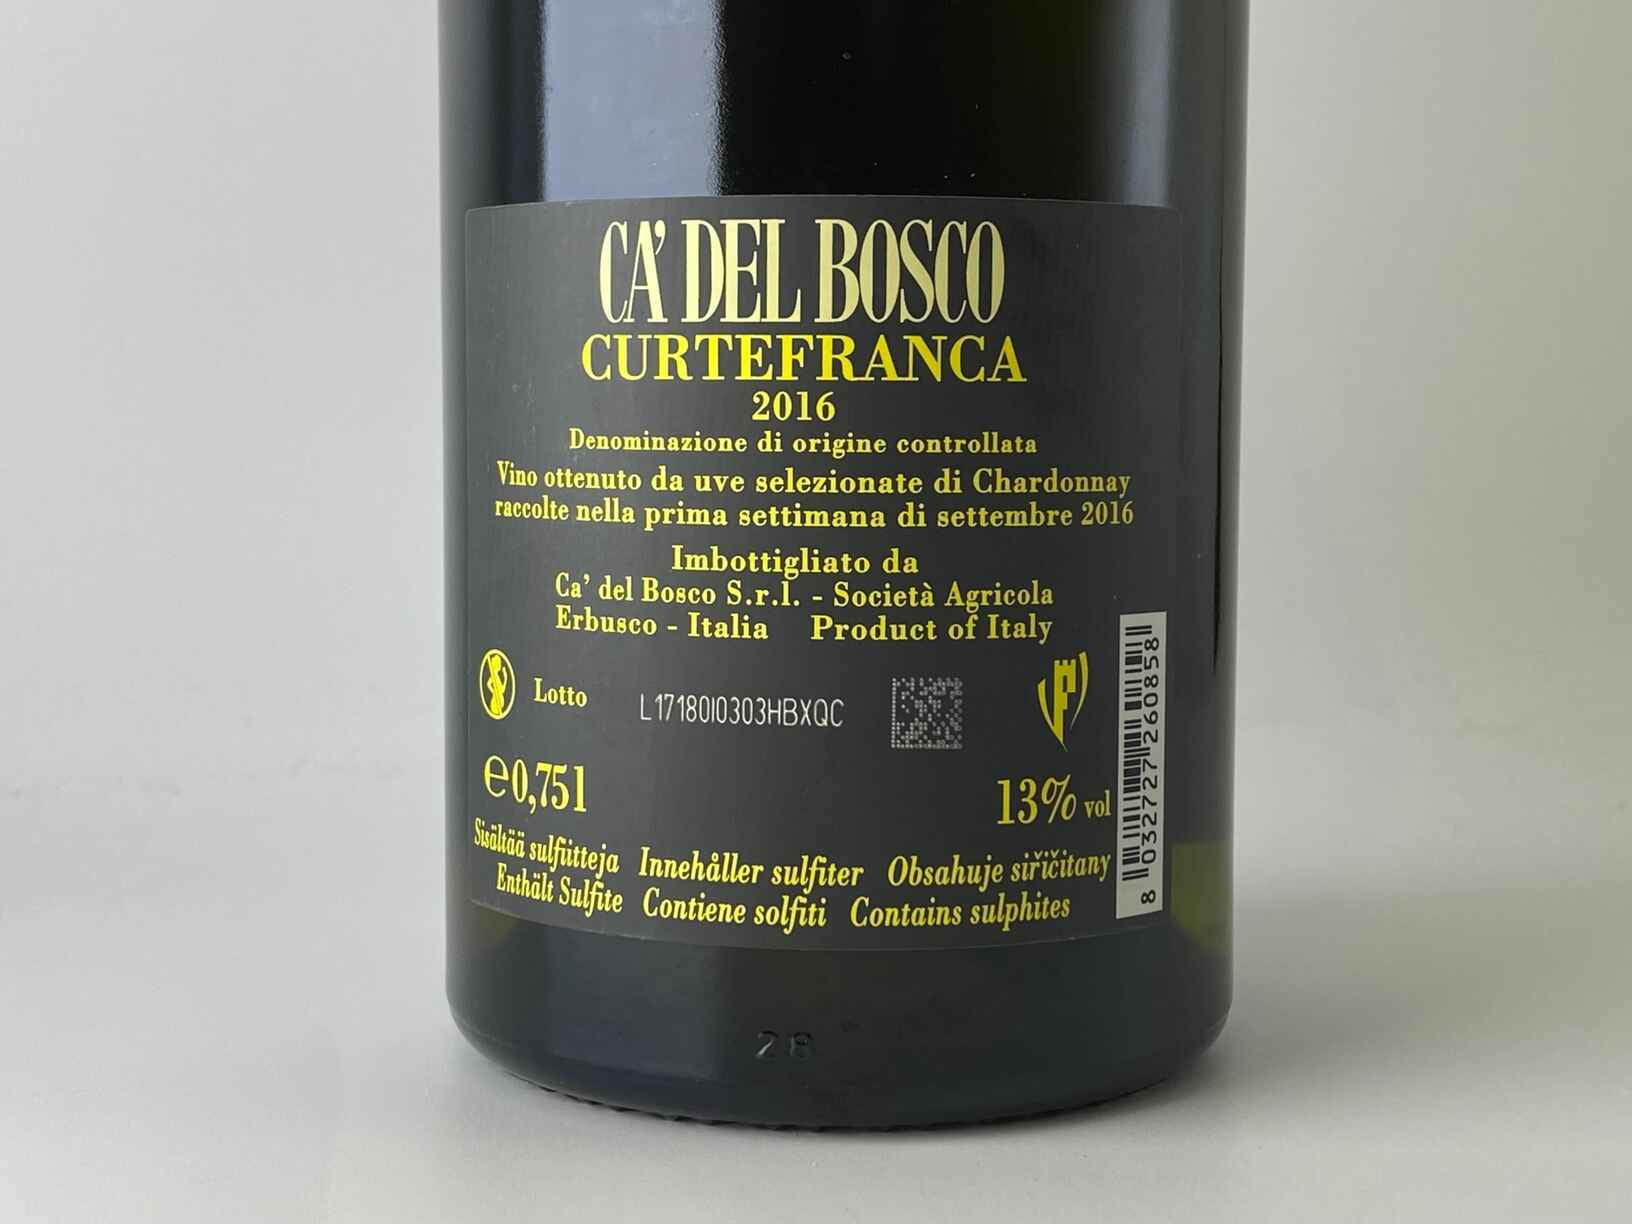 CA' DEL BOSCO
CURTEFRANCA
2016
Denominazione di origine controllata
Vino ottenuto da uve selezionate di Chardonnay
raccolte nella prima settimana di settembre 2016
Imbottigliato da
Ca' del Bosco S.r.l. - Società Agricola
Erbusco - Italia Product of Italy
Lotto L17180I0303HBXQC
℮0,75l
13% vol
Sisältää sulfiitteja Innehåller sulfiter Obsahuje siřičitany
Enthält Sulfite Contiene solfiti Contains sulphites
8 032727 260858
28